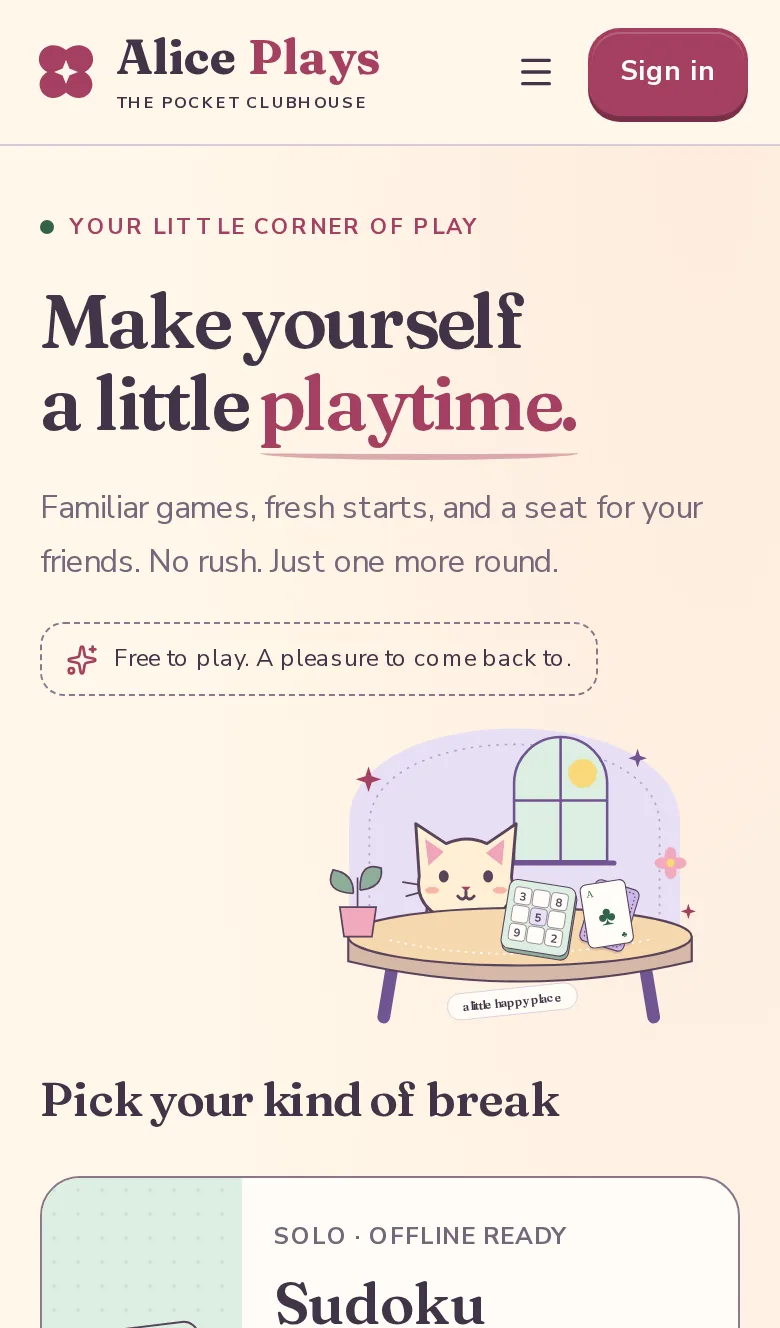 Alice Plays
THE POCKET CLUBHOUSE
Sign in
YOUR LITTLE CORNER OF PLAY
Make yourself
a little playtime.
Familiar games, fresh starts, and a seat for your
friends. No rush. Just one more round.
Free to play. A pleasure to come back to.
3 8
5
9 2
A
a little happy place
Pick your kind of break
SOLO · OFFLINE READY
Sudoku